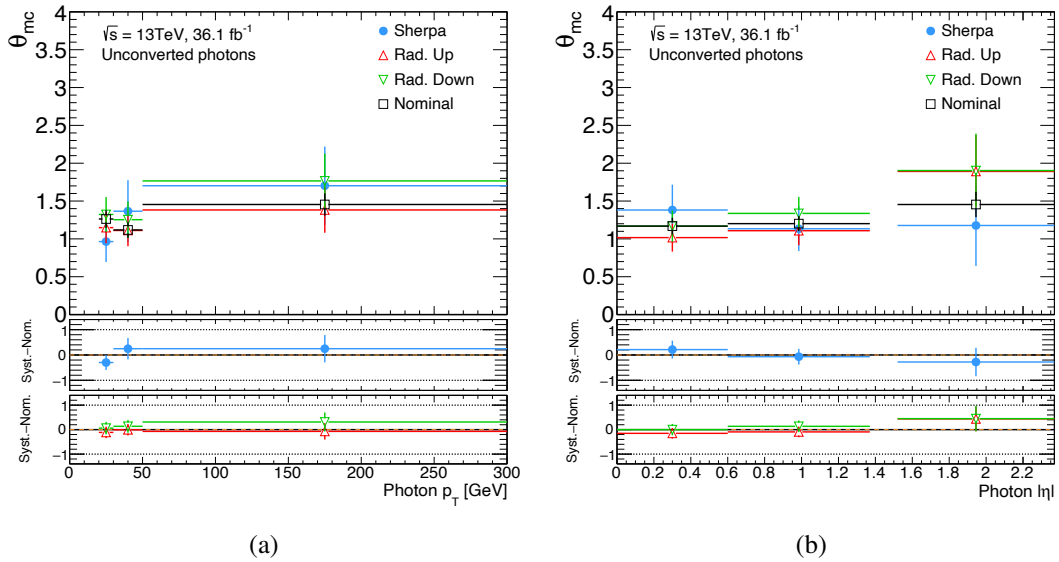 θmc
4
3.5
3
2.5
2
1.5
1
0.5
0
√s = 13TeV, 36.1 fb⁻¹
Unconverted photons
Sherpa
Rad. Up
Rad. Down
Nominal
Syst.–Nom.
1
0
−1
Syst.–Nom.
1
0
−1
0 50 100 150 200 250 300
Photon p_T [GeV]
(a)
θmc
4
3.5
3
2.5
2
1.5
1
0.5
0
√s = 13TeV, 36.1 fb⁻¹
Unconverted photons
Sherpa
Rad. Up
Rad. Down
Nominal
Syst.–Nom.
1
0
−1
Syst.–Nom.
1
0
−1
0 0.2 0.4 0.6 0.8 1 1.2 1.4 1.6 1.8 2 2.2
Photon |η|
(b)